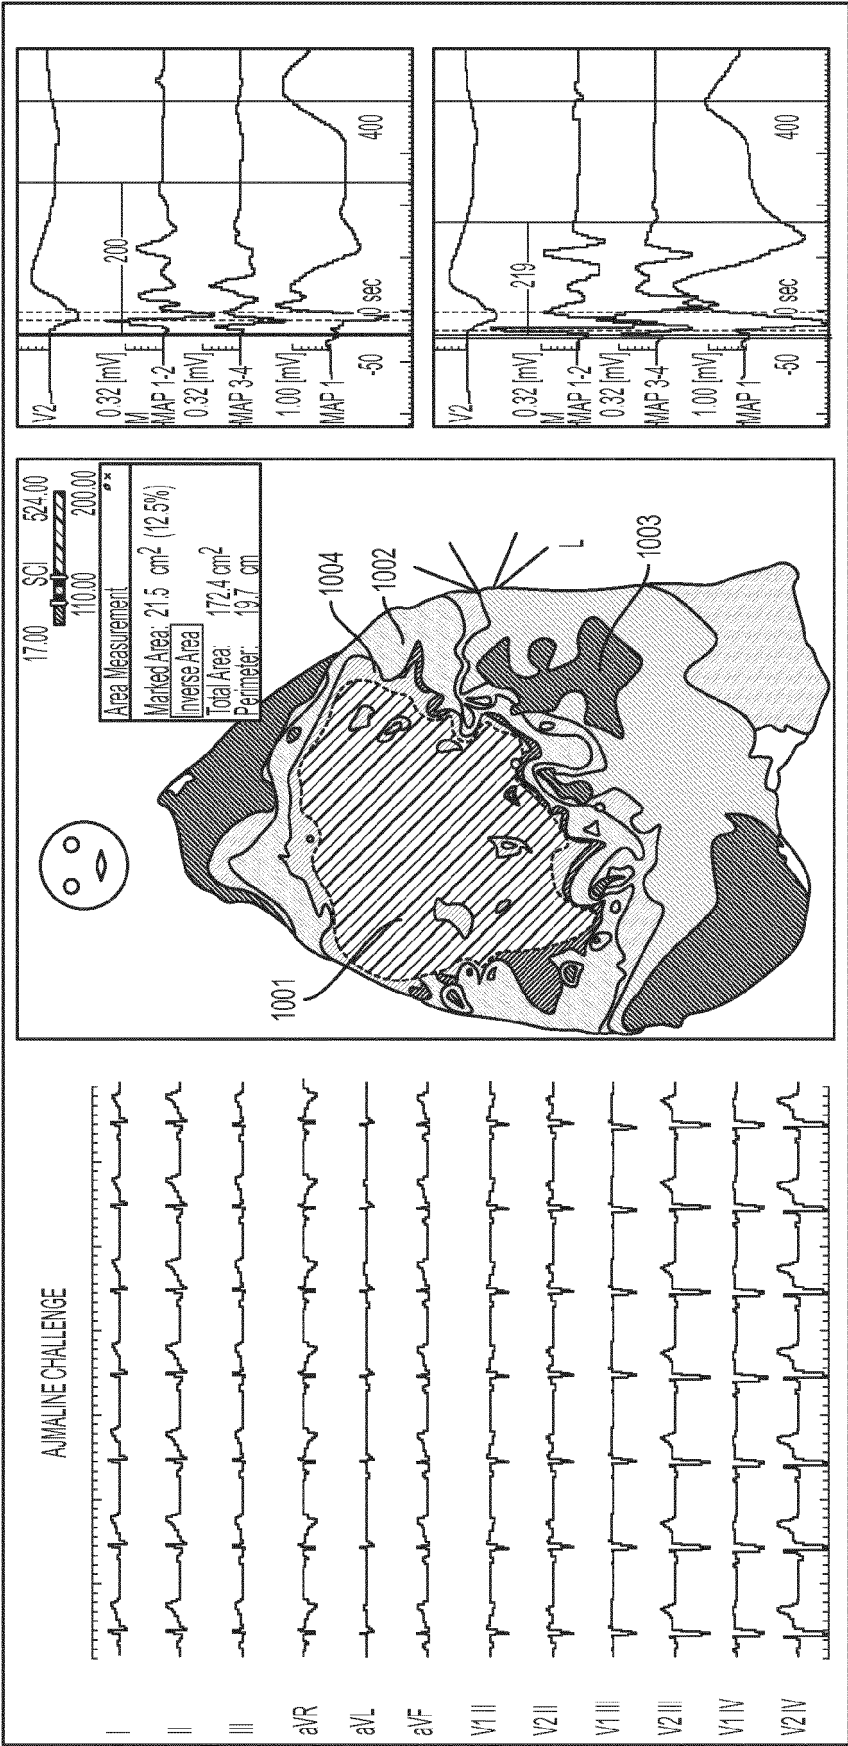 AJMALINE CHALLENGE
I
II
III
aVR
aVL
aVF
V1 II
V2 II
V1 III
V2 III
V1 IV
V2 IV
17.00 SCI 524.00
110.00 200.00
Area Measurement
Marked Area: 21.5 cm² (12.5%)
Inverse Area
Total Area: 172.4 cm²
Perimeter: 19.7 cm
1001
1004
1002
L
1003
V2
200
0.32 [mV]
M
MAP 1-2
0.32 [mV]
MAP 3-4
1.00 [mV]
MAP 1
-50
0 sec
400
V2
219
0.32 [mV]
M
MAP 1-2
0.32 [mV]
MAP 3-4
1.00 [mV]
MAP 1
-50
0 sec
400